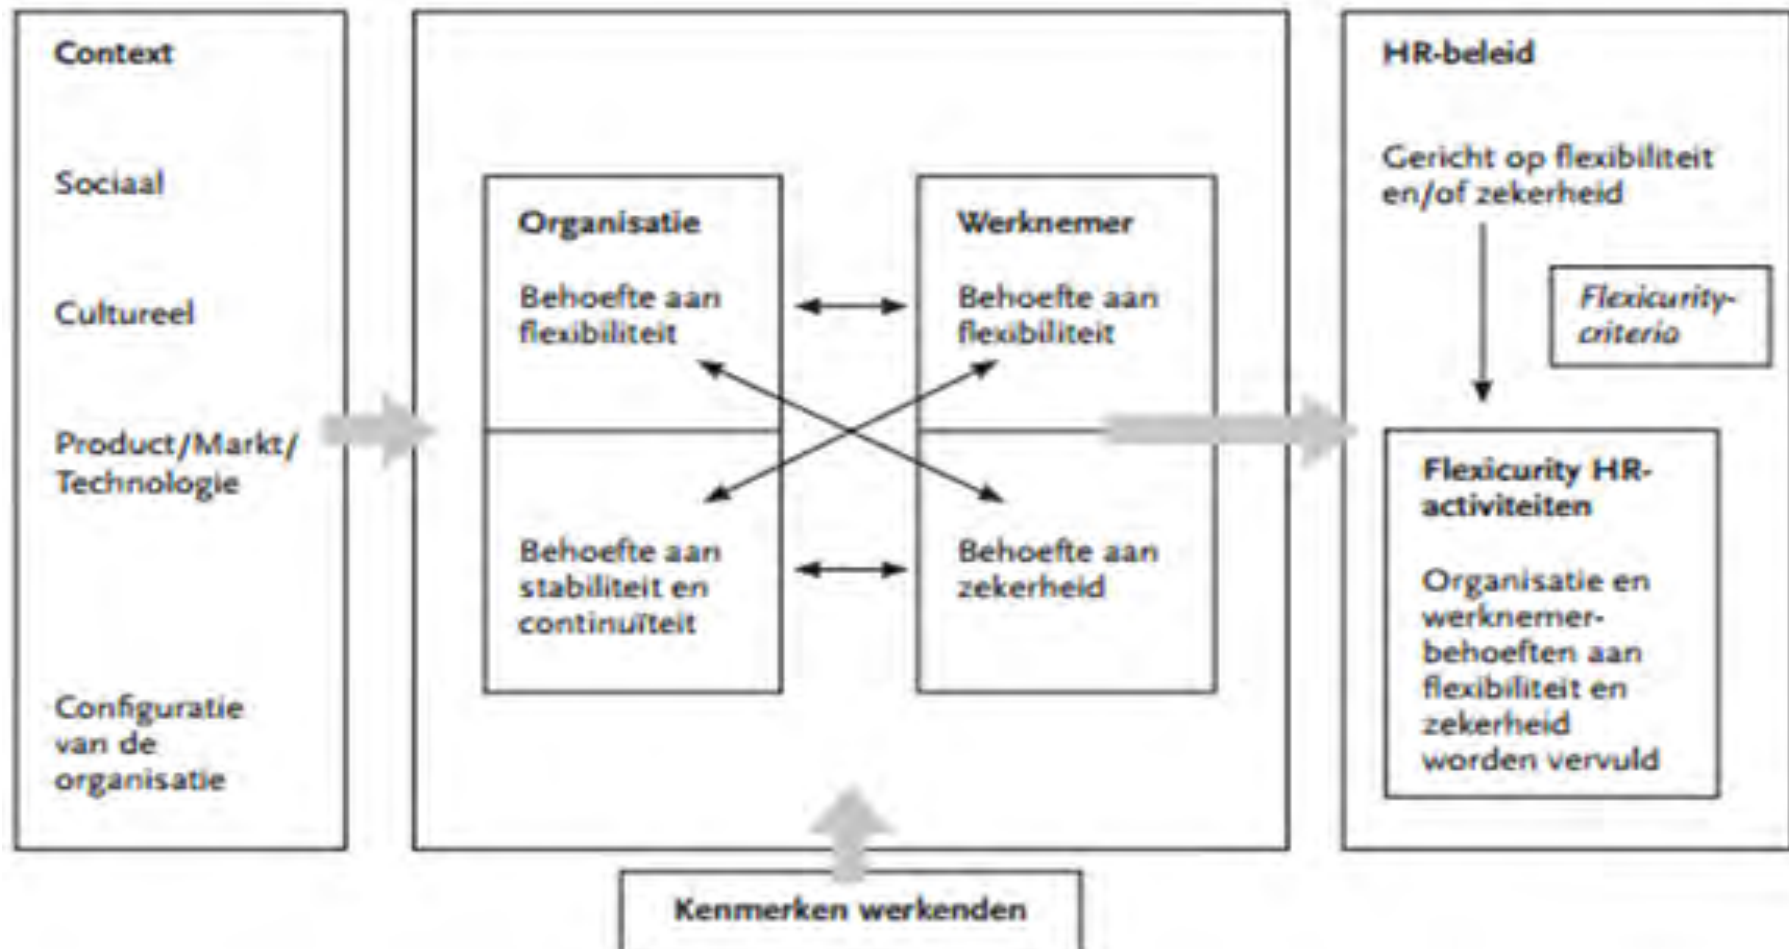 Context
Sociaal
Cultureel
Product/Markt/
Technologie
Configuratie
van de
organisatie
Organisatie
Behoefte aan
flexibiliteit
Behoefte aan
stabiliteit en
continuïteit
Werknemer
Behoefte aan
flexibiliteit
Behoefte aan
zekerheid
Kenmerken werkenden
HR-beleid
Gericht op flexibiliteit
en/of zekerheid
Flexicurity-
criteria
Flexicurity HR-
activiteiten
Organisatie en
werknemer-
behoeften aan
flexibiliteit en
zekerheid
worden vervuld